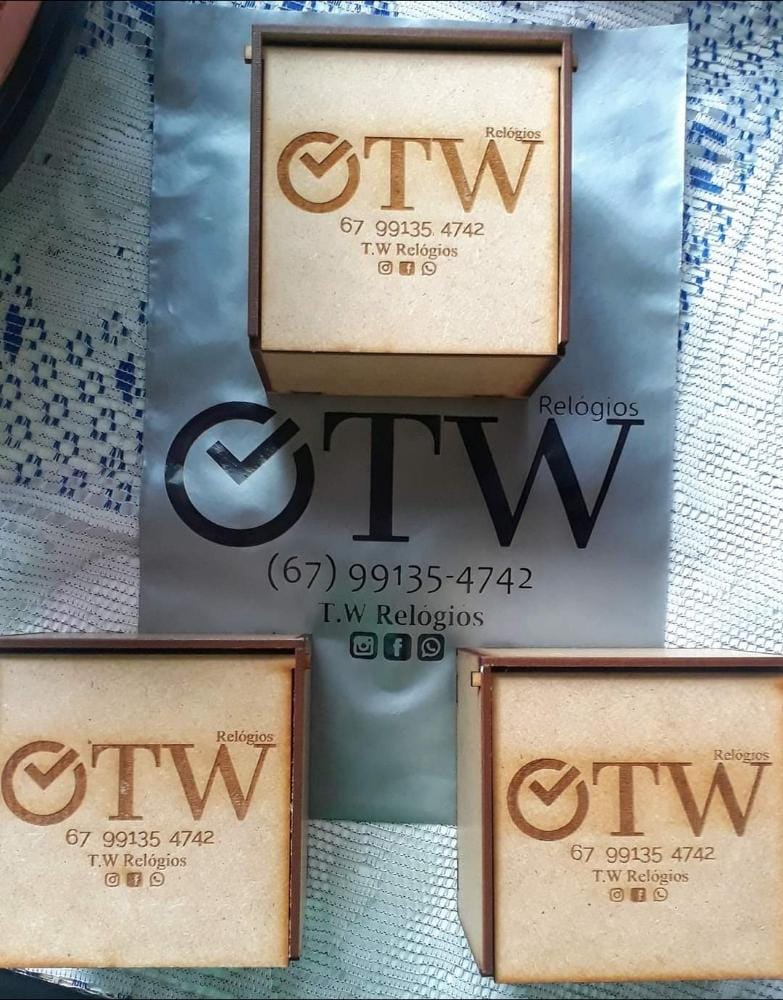 Relógios
TW
67 99135 4742
T.W Relógios
Relógios
TW
(67) 99135-4742
T.W Relógios
Relógios
TW
67 99135 4742
T.W Relógios
Relógios
TW
67 99135 4742
T.W Relógios